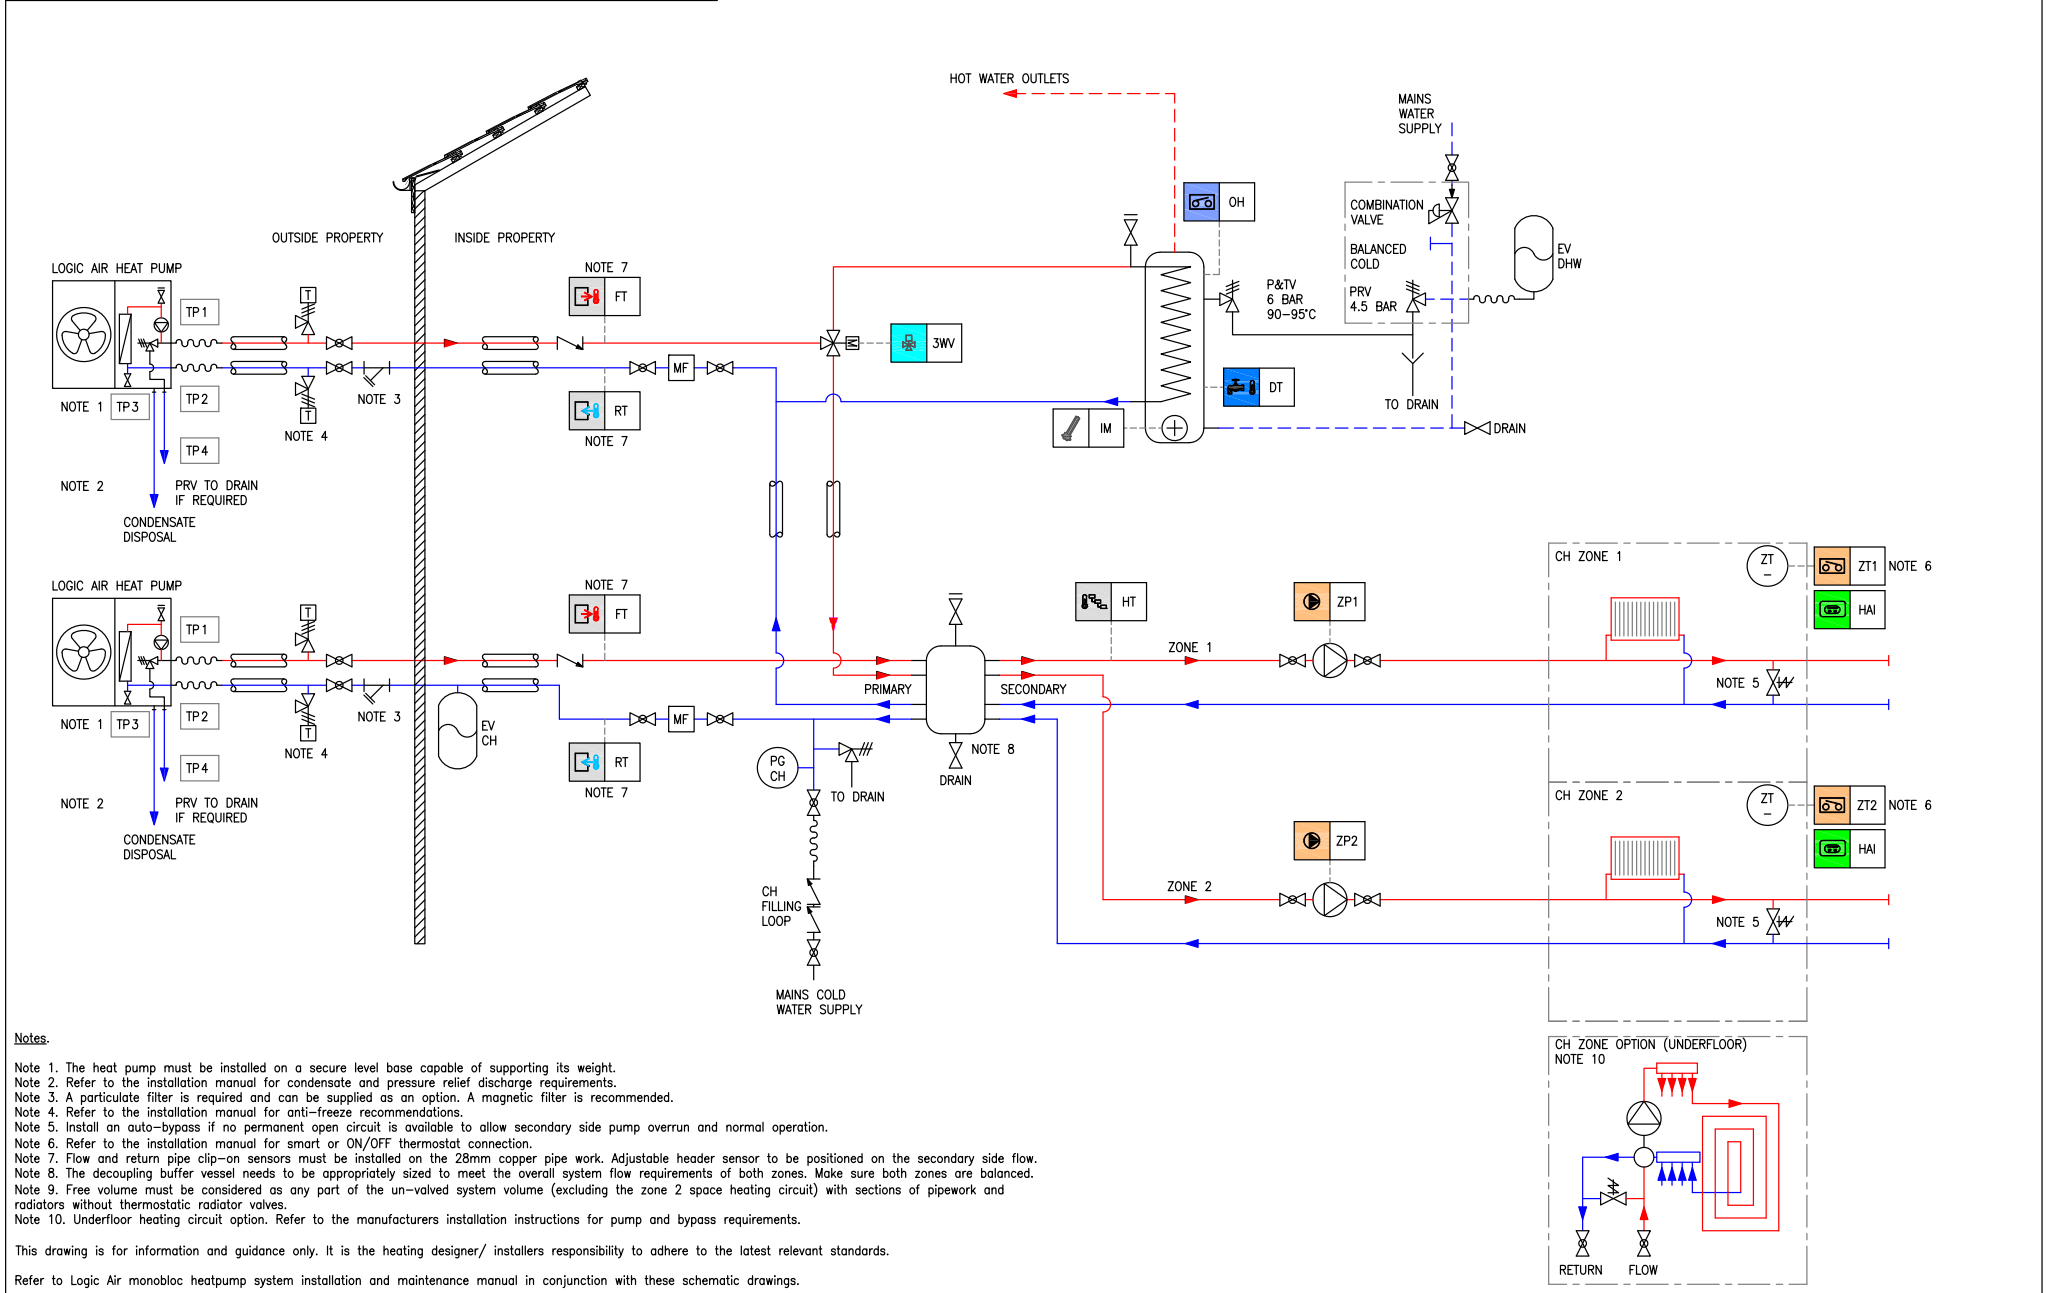 HOT WATER OUTLETS
MAINS
WATER
SUPPLY
OH
COMBINATION
VALVE
BALANCED
COLD
PRV
4.5 BAR
EV
DHW
OUTSIDE PROPERTY
INSIDE PROPERTY
LOGIC AIR HEAT PUMP
TP1
T
NOTE 7
FT
P&TV
6 BAR
90-95°C
M
3WV
MF
NOTE 1
TP3
TP2
NOTE 3
T
NOTE 4
RT
NOTE 7
DT
TO DRAIN
IM
DRAIN
TP4
NOTE 2
PRV TO DRAIN
IF REQUIRED
CONDENSATE
DISPOSAL
LOGIC AIR HEAT PUMP
TP1
T
NOTE 7
FT
HT
ZP1
CH ZONE 1
ZT
–
ZT1
NOTE 6
HAI
ZONE 1
PRIMARY
SECONDARY
NOTE 5
NOTE 1
TP3
TP2
NOTE 3
T
NOTE 4
EV
CH
MF
RT
NOTE 7
PG
CH
TO DRAIN
NOTE 8
DRAIN
TP4
NOTE 2
PRV TO DRAIN
IF REQUIRED
CONDENSATE
DISPOSAL
CH ZONE 2
ZT
–
ZT2
NOTE 6
HAI
ZP2
ZONE 2
NOTE 5
CH
FILLING
LOOP
MAINS COLD
WATER SUPPLY
CH ZONE OPTION (UNDERFLOOR)
NOTE 10
RETURN
FLOW
Notes.
Note 1. The heat pump must be installed on a secure level base capable of supporting its weight.
Note 2. Refer to the installation manual for condensate and pressure relief discharge requirements.
Note 3. A particulate filter is required and can be supplied as an option. A magnetic filter is recommended.
Note 4. Refer to the installation manual for anti-freeze recommendations.
Note 5. Install an auto-bypass if no permanent open circuit is available to allow secondary side pump overrun and normal operation.
Note 6. Refer to the installation manual for smart or ON/OFF thermostat connection.
Note 7. Flow and return pipe clip-on sensors must be installed on the 28mm copper pipe work. Adjustable header sensor to be positioned on the secondary side flow.
Note 8. The decoupling buffer vessel needs to be appropriately sized to meet the overall system flow requirements of both zones. Make sure both zones are balanced.
Note 9. Free volume must be considered as any part of the un-valved system volume (excluding the zone 2 space heating circuit) with sections of pipework and
radiators without thermostatic radiator valves.
Note 10. Underfloor heating circuit option. Refer to the manufacturers installation instructions for pump and bypass requirements.
This drawing is for information and guidance only. It is the heating designer/ installers responsibility to adhere to the latest relevant standards.
Refer to Logic Air monobloc heatpump system installation and maintenance manual in conjunction with these schematic drawings.